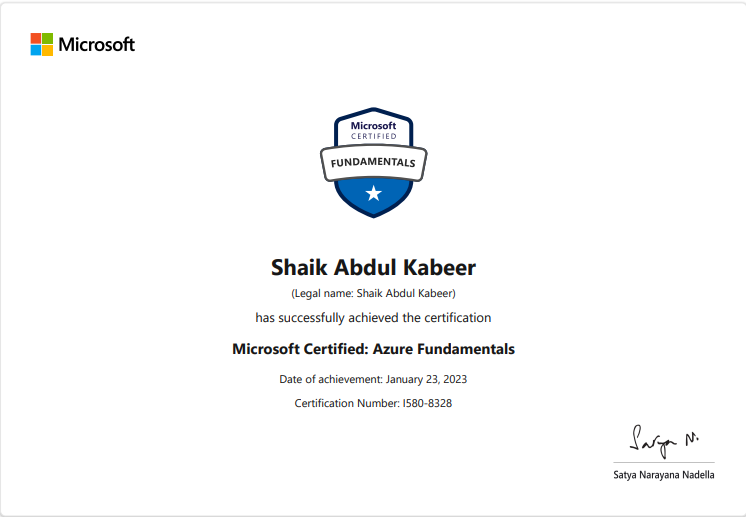 Microsoft
Microsoft
CERTIFIED
FUNDAMENTALS
Shaik Abdul Kabeer
(Legal name: Shaik Abdul Kabeer)
has successfully achieved the certification
Microsoft Certified: Azure Fundamentals
Date of achievement: January 23, 2023
Certification Number: I580-8328
Satya N.
Satya Narayana Nadella